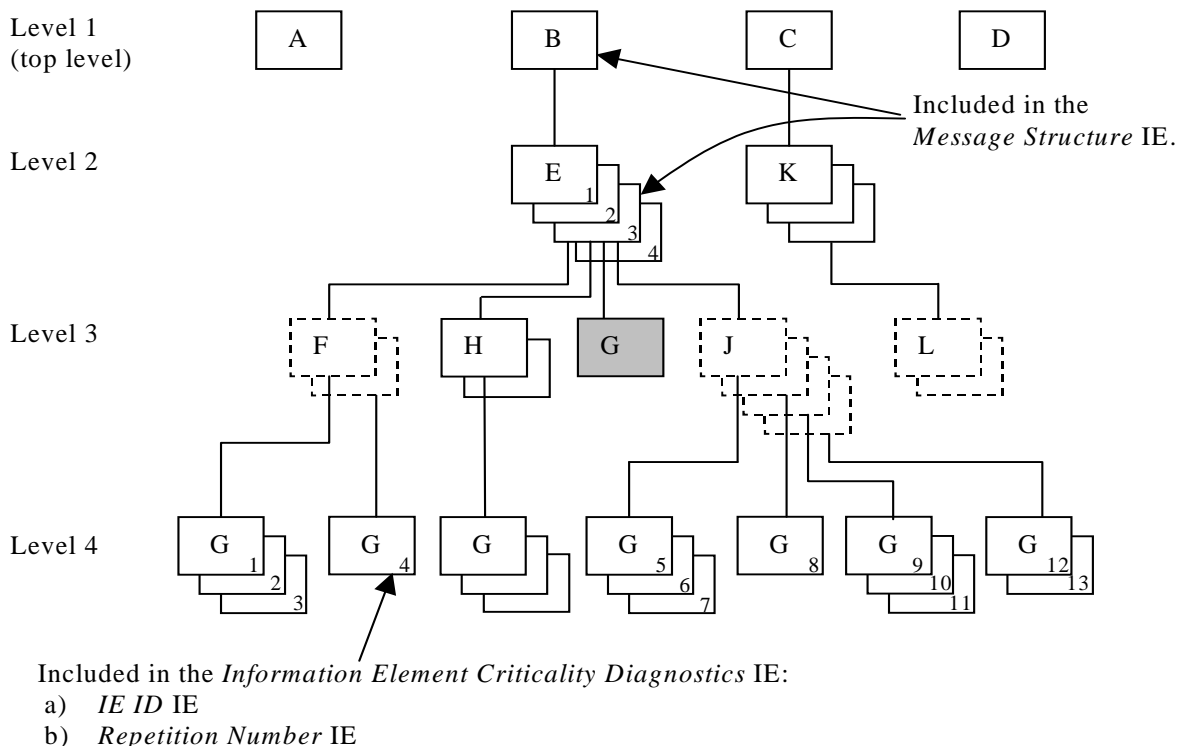 Level 1
(top level)
A
B
C
D
Included in the
Message Structure IE.
Level 2
E
1
2
3
4
K
Level 3
F
H
G
J
L
Level 4
G
1
2
3
G
4
G
G
5
6
7
G
8
G
9
10
11
G
12
13
Included in the Information Element Criticality Diagnostics IE:
a) IE ID IE
b) Repetition Number IE